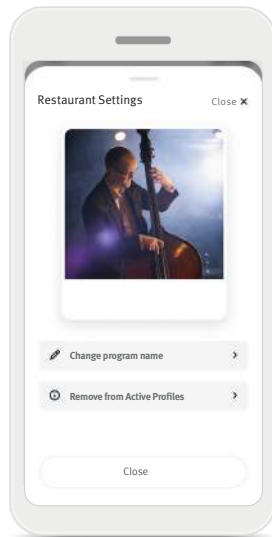 Restaurant Settings
Close ✖
Change program name
Remove from Active Profiles
Close